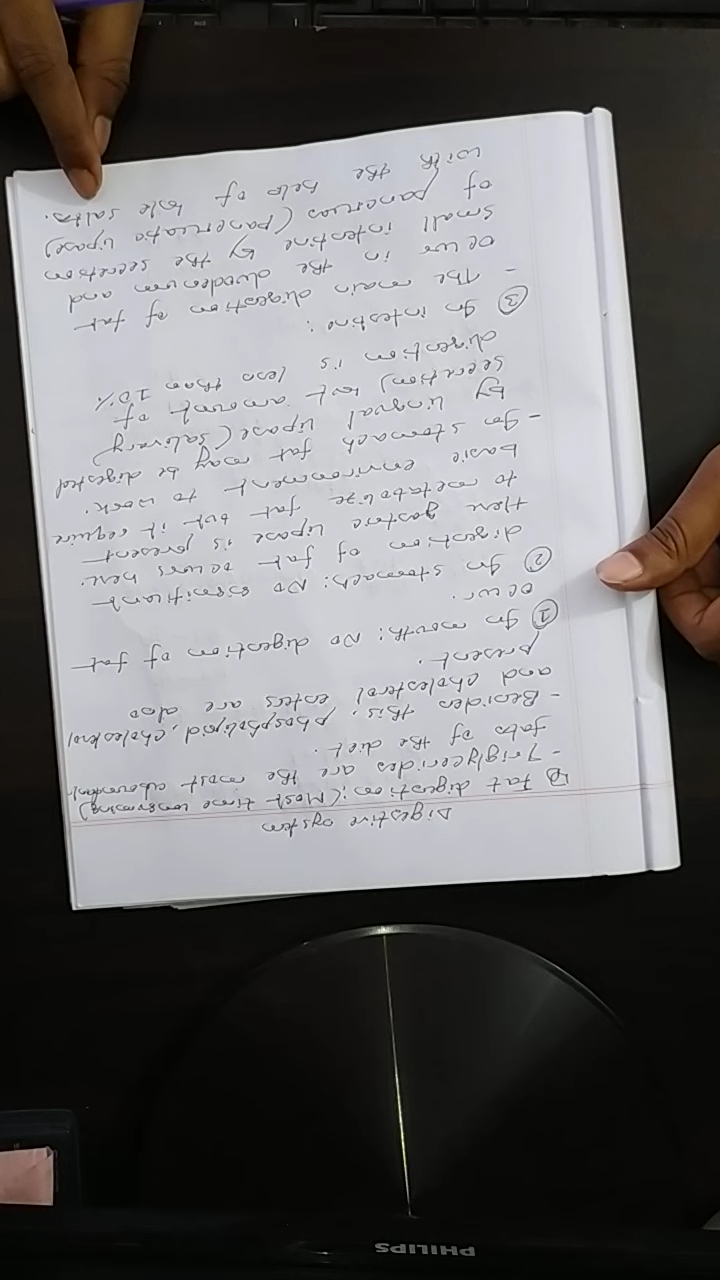 Digestive system
Fat digestion: (Most time consuming)
- Triglycerides are the most abundant
fats of the diet.
- Besides this, phospholipid, cholesterol
and cholesterol esters are also
present.
① In mouth: No digestion of fat
occur.
② In stomach: No significant
digestion of fat occurs here.
Here gastric lipase is present
to metabolize fat but it require
basic environment to work.
- In stomach fat may be digested
by lingual lipase (salivary
secretion) but amount of
digestion is less than 10%
③ In intestine:
- The main digestion of fat
occur in the duodenum and
small intestine by the secretion
of pancreas (pancreatic lipase)
with the help of bile salts.
PHILIPS